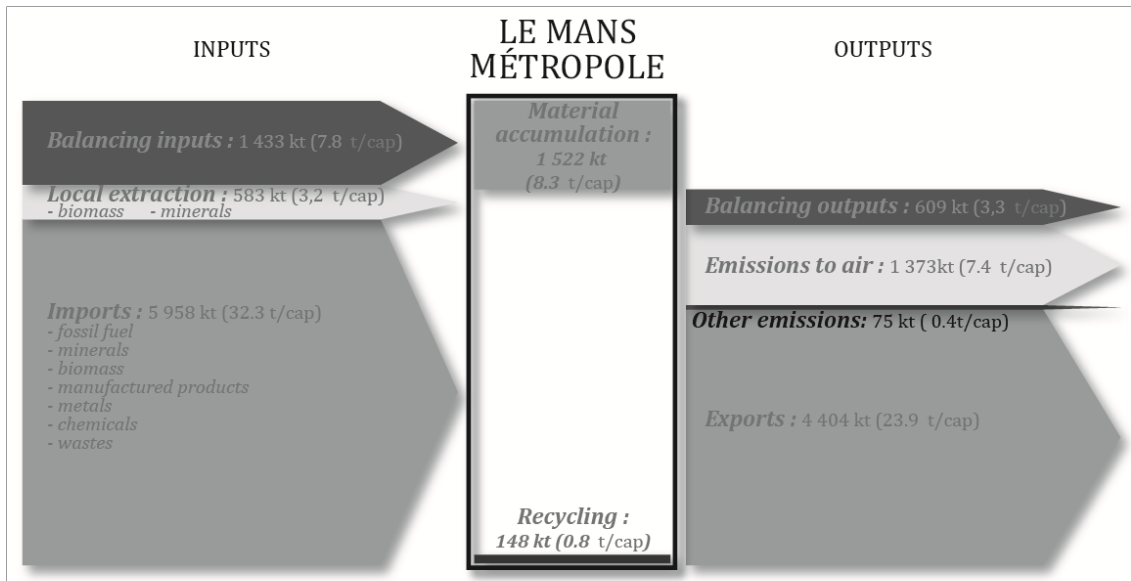 INPUTS
LE MANS
MÉTROPOLE
OUTPUTS
Balancing inputs : 1 433 kt (7.8 t/cap)
Local extraction : 583 kt (3,2 t/cap)
- biomass - minerals
Imports : 5 958 kt (32.3 t/cap)
- fossil fuel
- minerals
- biomass
- manufactured products
- metals
- chemicals
- wastes
Material
accumulation :
1 522 kt
(8.3 t/cap)
Recycling :
148 kt (0.8 t/cap)
Balancing outputs : 609 kt (3,3 t/cap)
Emissions to air : 1 373kt (7.4 t/cap)
Other emissions: 75 kt ( 0.4t/cap)
Exports : 4 404 kt (23.9 t/cap)